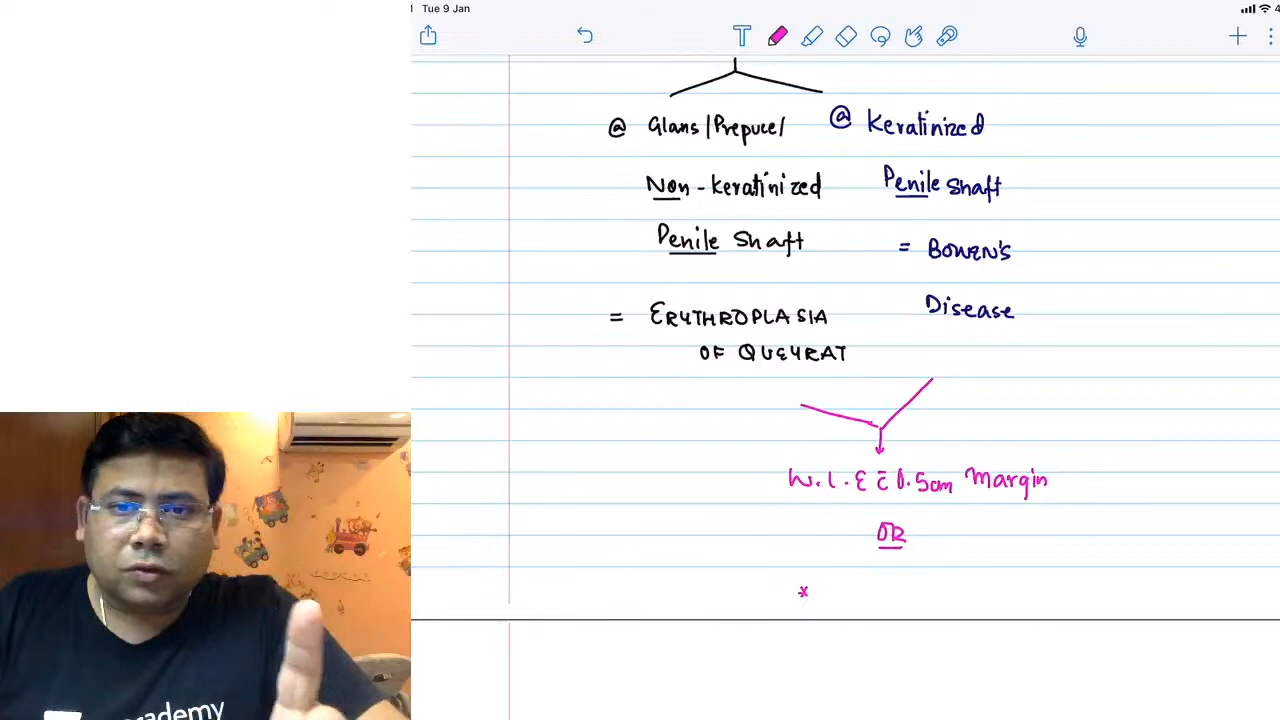 Tue 9 Jan
@ Glans/Prepuce/
Non-keratinized
Penile Shaft
= ERYTHROPLASIA
OF QUEYRAT
@ Keratinized
Penile Shaft
= BOWEN'S
Disease
W.L.E c̄ 0.5cm Margin
OR
*
academy